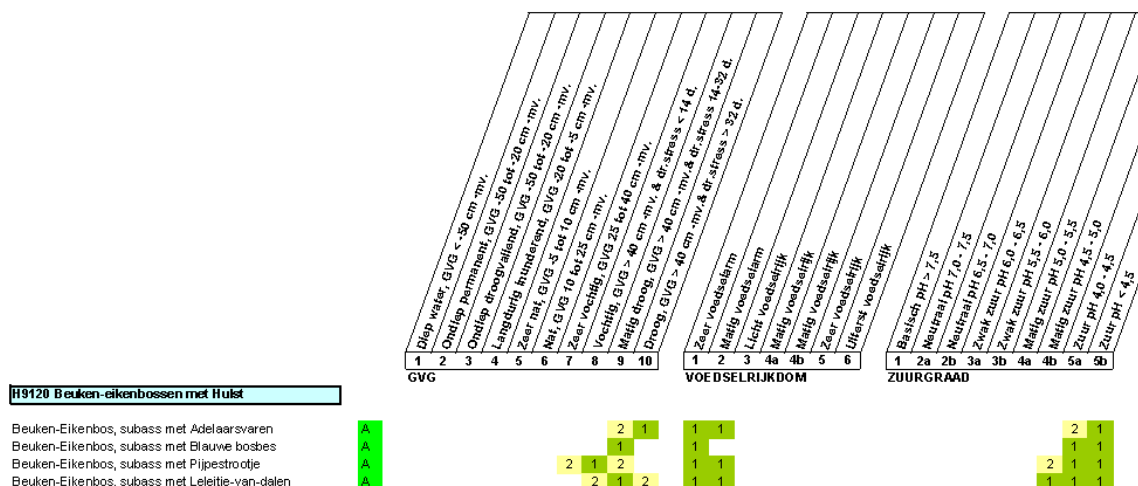 Diep water, GVG < -50 cm -mv.
Ondiep permanent, GVG -50 tot -20 cm -mv.
Ondiep droogvallend, GVG -50 tot -20 cm -mv.
Langdurig inunderend, GVG -20 tot -5 cm -mv.
Zeer nat, GVG -5 tot 10 cm -mv.
Nat, GVG 10 tot 25 cm -mv.
Zeer vochtig, GVG 25 tot 40 cm -mv.
Vochtig, GVG > 40 cm -mv. & dr.stress < 14 d.
Matig droog, GVG > 40 cm -mv.& dr.stress 14-32 d.
Droog, GVG > 40 cm -mv.& dr.stress > 32 d.
Zeer voedselarm
Matig voedselarm
Licht voedselrijk
Matig voedselrijk
Matig voedselrijk
Zeer voedselrijk
Uiterst voedselrijk
Basisch pH > 7,5
Neutraal pH 7,0 - 7,5
Neutraal pH 6,5 - 7,0
Zwak zuur pH 6,0 - 6,5
Zwak zuur pH 5,5 - 6,0
Matig zuur pH 5,0 - 5,5
Matig zuur pH 4,5 - 5,0
Zuur pH 4,0 - 4,5
Zuur pH < 4,5
1 2 3 4 5 6 7 8 9 10 1 2 3 4a 4b 5 6 1 2a 2b 3a 3b 4a 4b 5a 5b
GVG VOEDSELRIJKDOM ZUURGRAAD
H9120 Beuken-eikenbossen met Hulst
Beuken-Eikenbos, subass met Adelaarsvaren A 2 1 1 1 2 1
Beuken-Eikenbos, subass met Blauwe bosbes A 1 1 1 1
Beuken-Eikenbos, subass met Pijpestrootje A 2 1 2 1 1 2 1 1
Beuken-Eikenbos, subass met Lelietje-van-dalen A 2 1 2 1 1 1 1 1